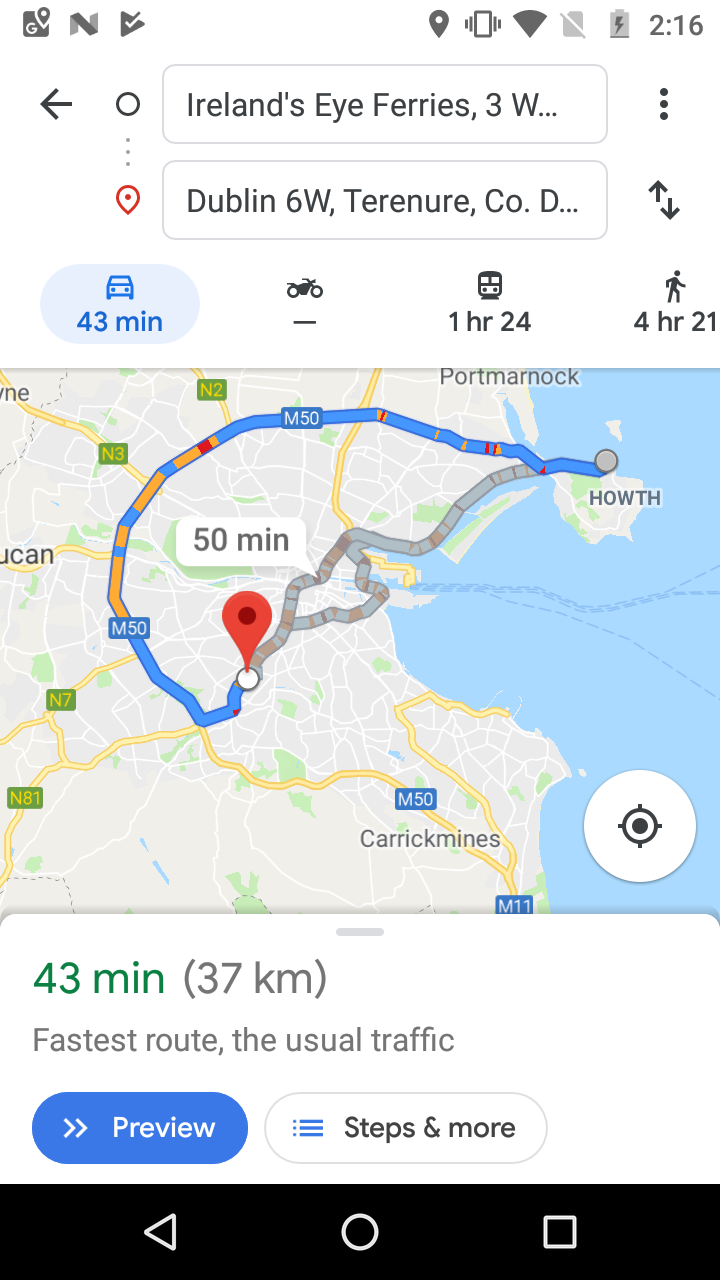 2:16
Ireland's Eye Ferries, 3 W...
Dublin 6W, Terenure, Co. D...
43 min
—
1 hr 24
4 hr 21
Portmarnock
yne
N2
M50
N3
HOWTH
50 min
ucan
M50
N7
N81
M50
Carrickmines
M11
43 min (37 km)
Fastest route, the usual traffic
Preview
Steps & more